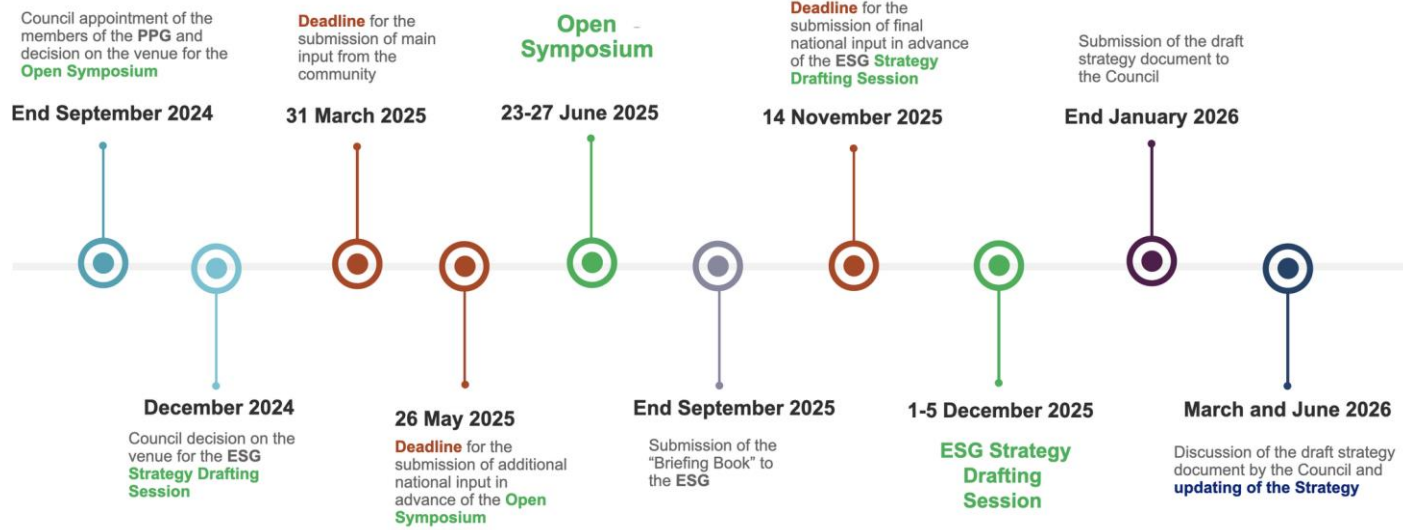 Council appointment of the
members of the PPG and
decision on the venue for the
Open Symposium
End September 2024
Deadline for the
submission of main
input from the
community
31 March 2025
Open
Symposium
23-27 June 2025
Deadline for the
submission of final
national input in advance
of the ESG Strategy
Drafting Session
14 November 2025
Submission of the draft
strategy document to
the Council
End January 2026
December 2024
Council decision on the
venue for the ESG
Strategy Drafting
Session
26 May 2025
Deadline for the
submission of additional
national input in
advance of the Open
Symposium
End September 2025
Submission of the
“Briefing Book” to
the ESG
1-5 December 2025
ESG Strategy
Drafting
Session
March and June 2026
Discussion of the draft strategy
document by the Council and
updating of the Strategy